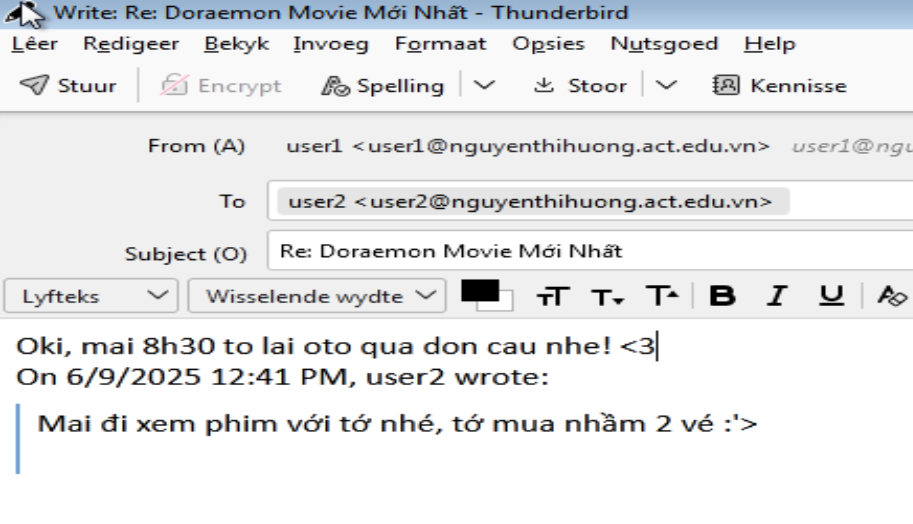 Write: Re: Doraemon Movie Mới Nhất - Thunderbird
Lêer Redigeer Bekyk Invoeg Formaat Opsies Nutsgoed Help
Stuur Encrypt Spelling Stoor Kennisse
From (A) user1 <user1@nguyenthihuong.act.edu.vn> user1@ngu
To user2 <user2@nguyenthihuong.act.edu.vn>
Subject (O) Re: Doraemon Movie Mới Nhất
Lyfteks Wisselende wydte B I U
Oki, mai 8h30 to lai oto qua don cau nhe! <3
On 6/9/2025 12:41 PM, user2 wrote:
Mai đi xem phim với tớ nhé, tớ mua nhầm 2 vé :'>